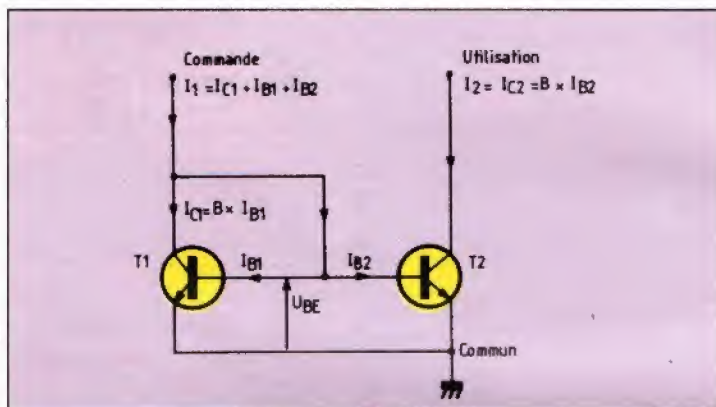 Commande
I1 = IC1 + IB1 + IB2
Utilisation
I2 = IC2 = B × IB2
IC1 = B × IB1
T1
IB1
IB2
T2
UBE
Commun